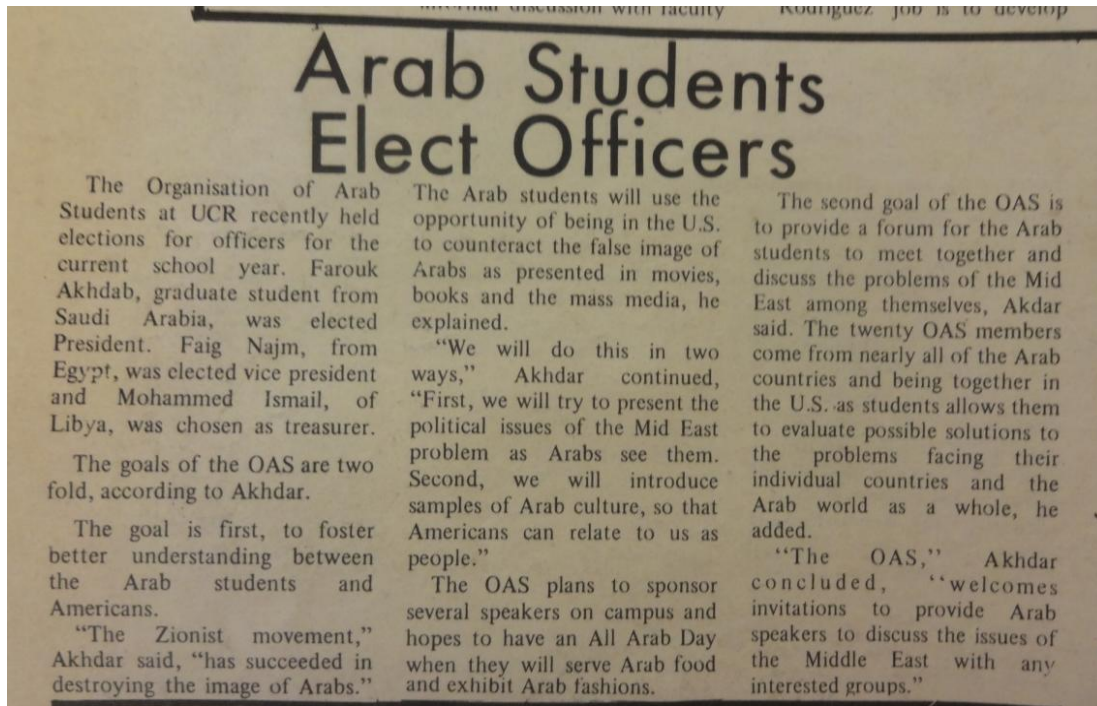 informal discussion with faculty
Rodriguez' job is to develop
Arab Students
Elect Officers
The Organisation of Arab
Students at UCR recently held
elections for officers for the
current school year. Farouk
Akhdab, graduate student from
Saudi Arabia, was elected
President. Faig Najm, from
Egypt, was elected vice president
and Mohammed Ismail, of
Libya, was chosen as treasurer.
The goals of the OAS are two
fold, according to Akhdar.
The goal is first, to foster
better understanding between
the Arab students and
Americans.
“The Zionist movement,”
Akhdar said, “has succeeded in
destroying the image of Arabs.”
The Arab students will use the
opportunity of being in the U.S.
to counteract the false image of
Arabs as presented in movies,
books and the mass media, he
explained.
“We will do this in two
ways,” Akhdar continued,
“First, we will try to present the
political issues of the Mid East
problem as Arabs see them.
Second, we will introduce
samples of Arab culture, so that
Americans can relate to us as
people.”
The OAS plans to sponsor
several speakers on campus and
hopes to have an All Arab Day
when they will serve Arab food
and exhibit Arab fashions.
The seond goal of the OAS is
to provide a forum for the Arab
students to meet together and
discuss the problems of the Mid
East among themselves, Akdar
said. The twenty OAS members
come from nearly all of the Arab
countries and being together in
the U.S. as students allows them
to evaluate possible solutions to
the problems facing their
individual countries and the
Arab world as a whole, he
added.
“The OAS,” Akhdar
concluded, “welcomes
invitations to provide Arab
speakers to discuss the issues of
the Middle East with any
interested groups.”